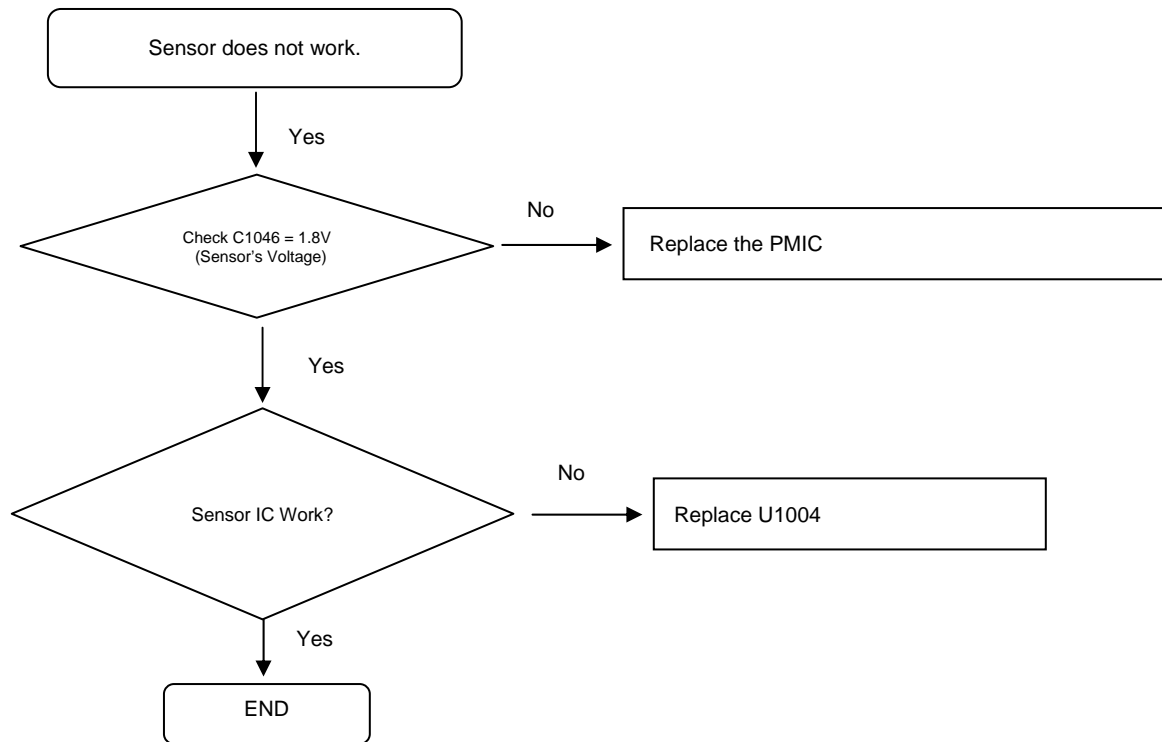 Sensor does not work.
Yes
Check C1046 = 1.8V
(Sensor's Voltage)
No
Replace the PMIC
Yes
Sensor IC Work?
No
Replace U1004
Yes
END